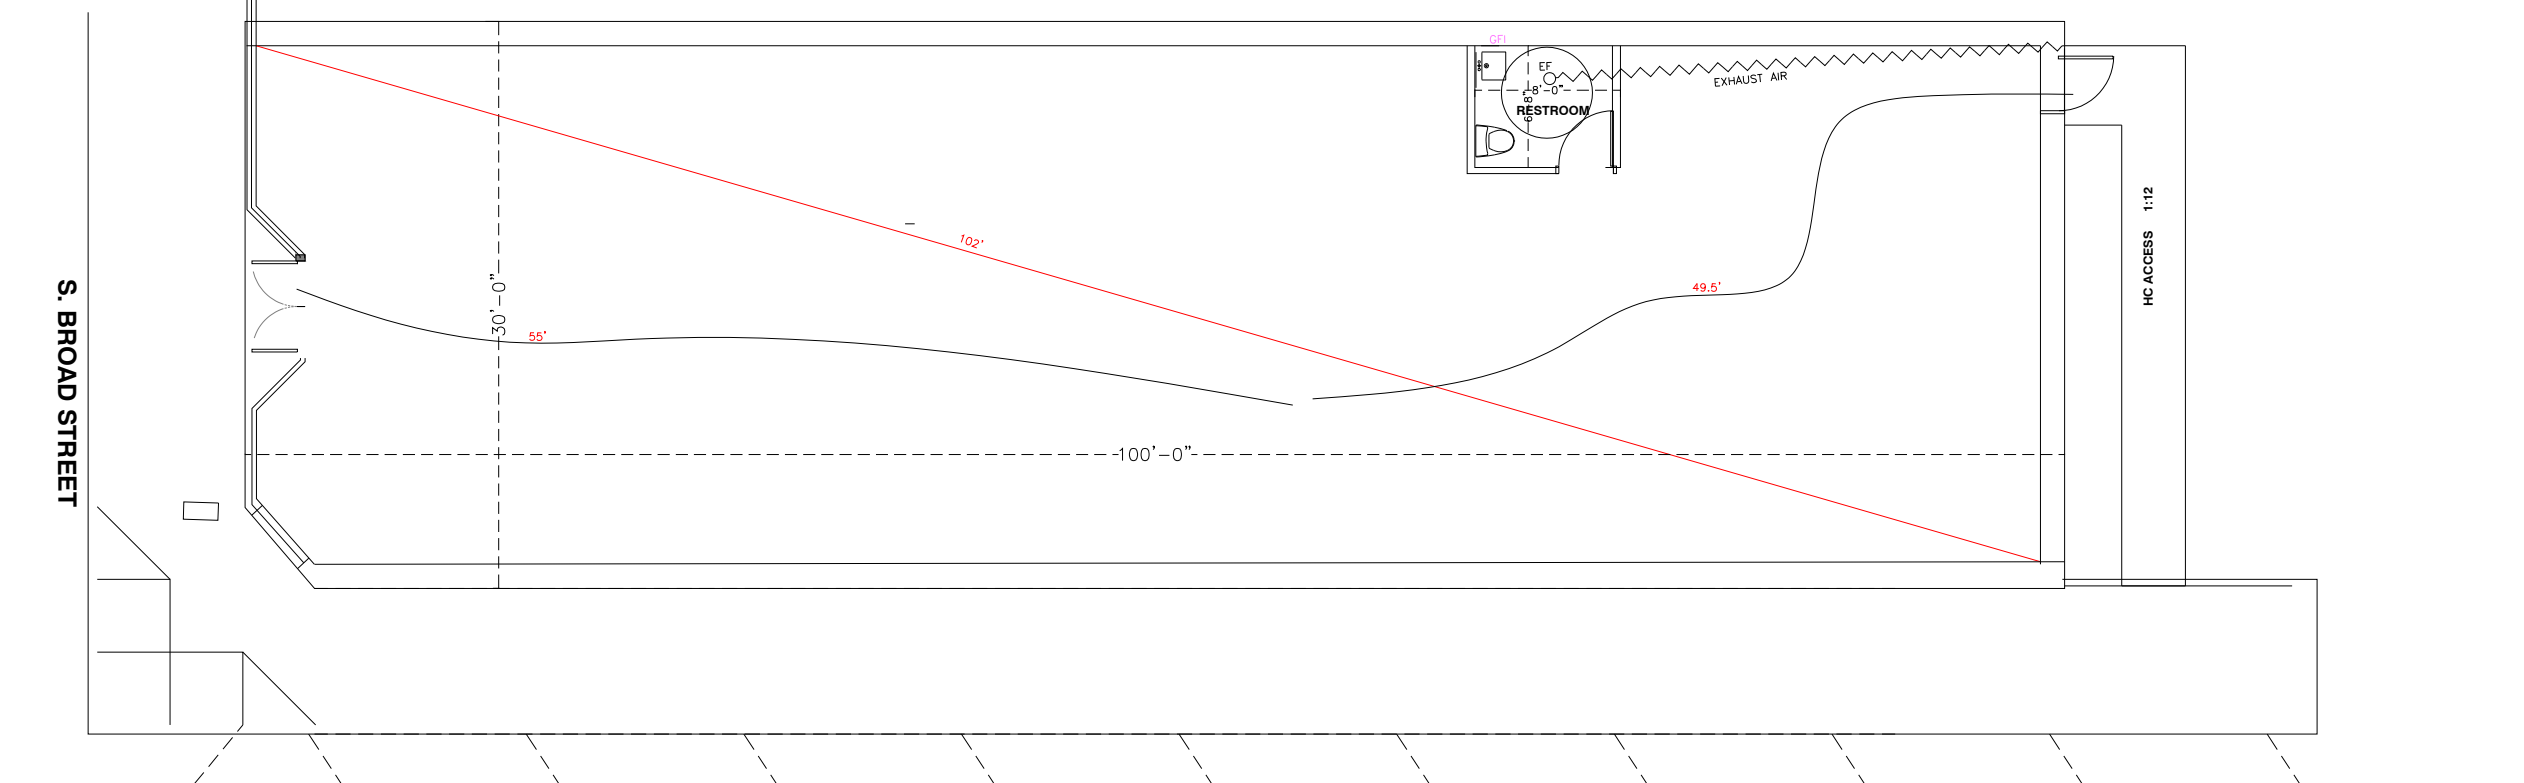 GFI
EF
EXHAUST AIR
8'-0"
6'-8"
RESTROOM
HC ACCESS 1:12
102'
S. BROAD STREET
30'-0"
49.5'
55'
100'-0"